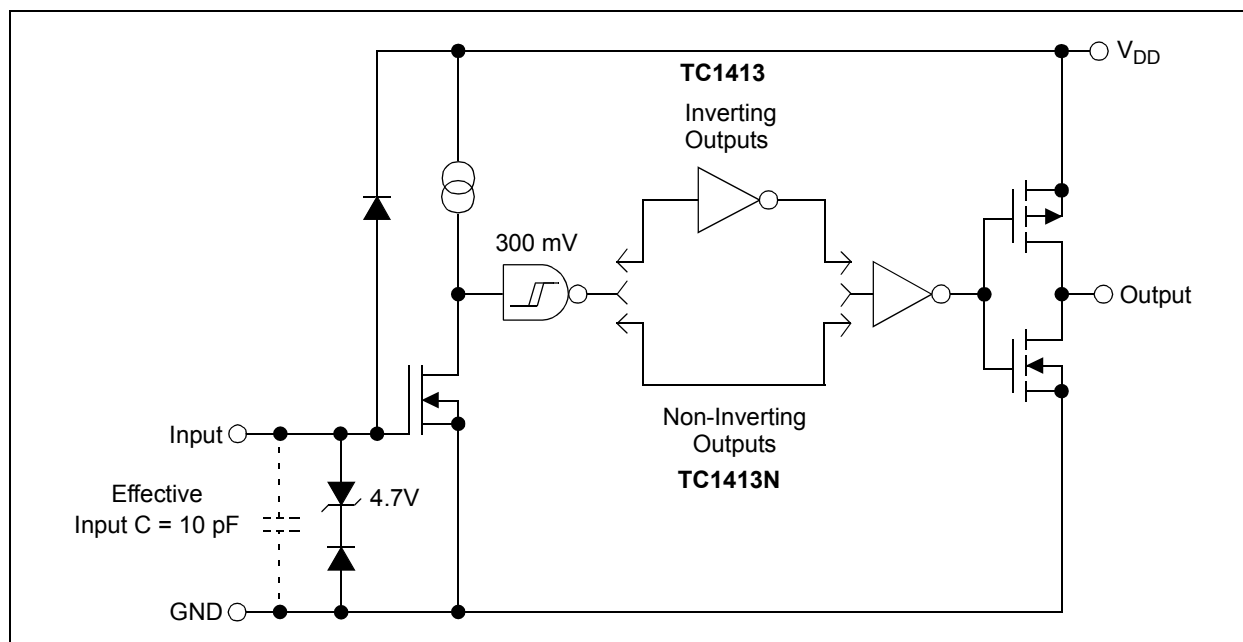 V_DD
TC1413
Inverting
Outputs
300 mV
Output
Non-Inverting
Outputs
TC1413N
Input
4.7V
Effective
Input C = 10 pF
GND